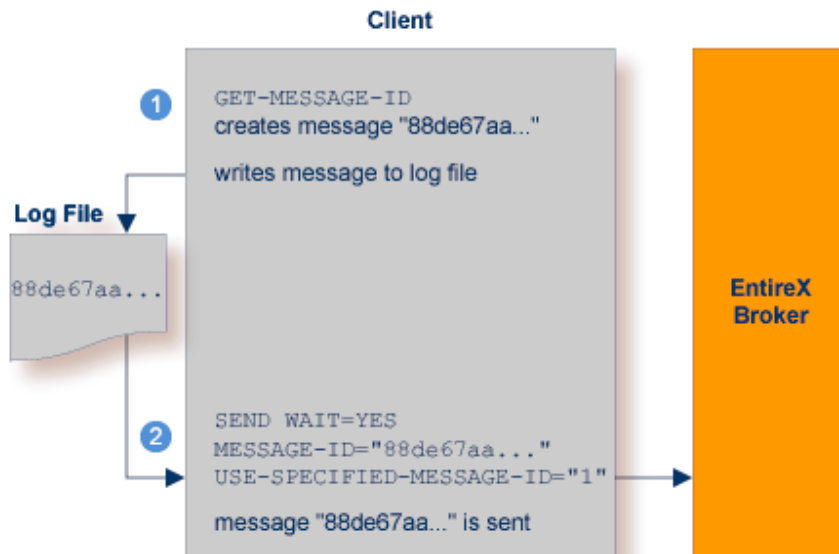 Client
1
GET-MESSAGE-ID
creates message "88de67aa..."
writes message to log file
Log File
88de67aa...
EntireX
Broker
2
SEND WAIT=YES
MESSAGE-ID="88de67aa..."
USE-SPECIFIED-MESSAGE-ID="1"
message "88de67aa..." is sent